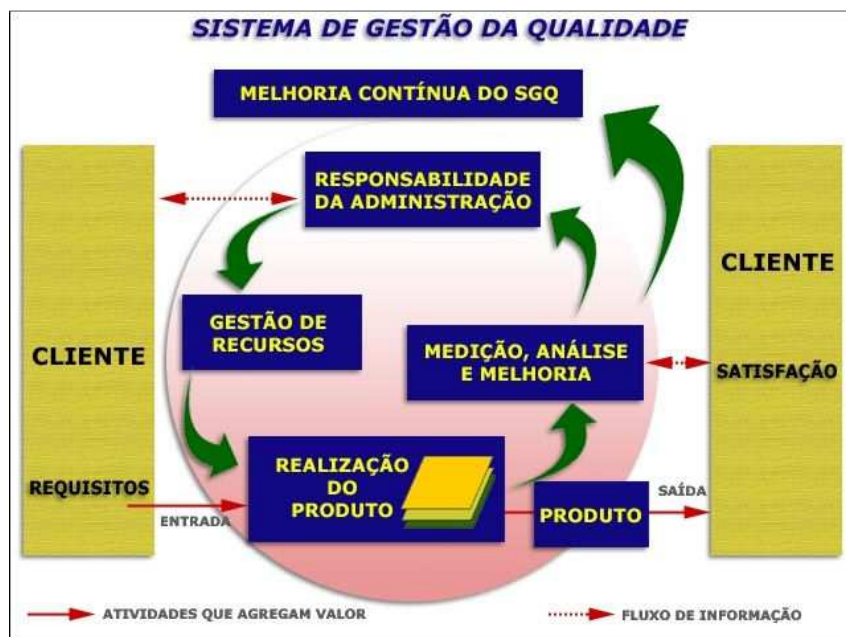 SISTEMA DE GESTÃO DA QUALIDADE
MELHORIA CONTÍNUA DO SGQ
RESPONSABILIDADE
DA ADMINISTRAÇÃO
CLIENTE
GESTÃO DE
RECURSOS
CLIENTE
MEDIÇÃO, ANÁLISE
E MELHORIA
SATISFAÇÃO
REALIZAÇÃO
DO
PRODUTO
REQUISITOS
ENTRADA
PRODUTO
SAÍDA
ATIVIDADES QUE AGREGAM VALOR
FLUXO DE INFORMAÇÃO